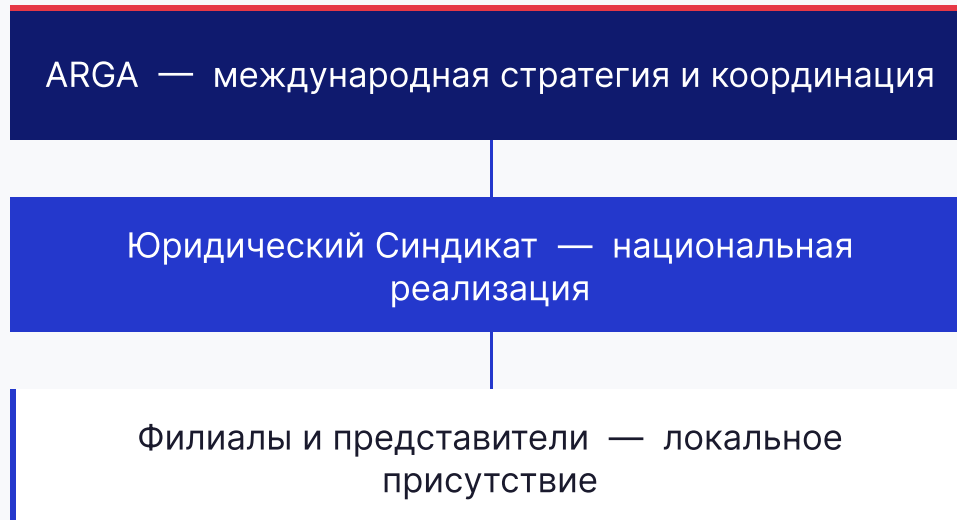 ARGA — международная стратегия и координация
Юридический Синдикат — национальная
реализация
Филиалы и представители — локальное
присутствие